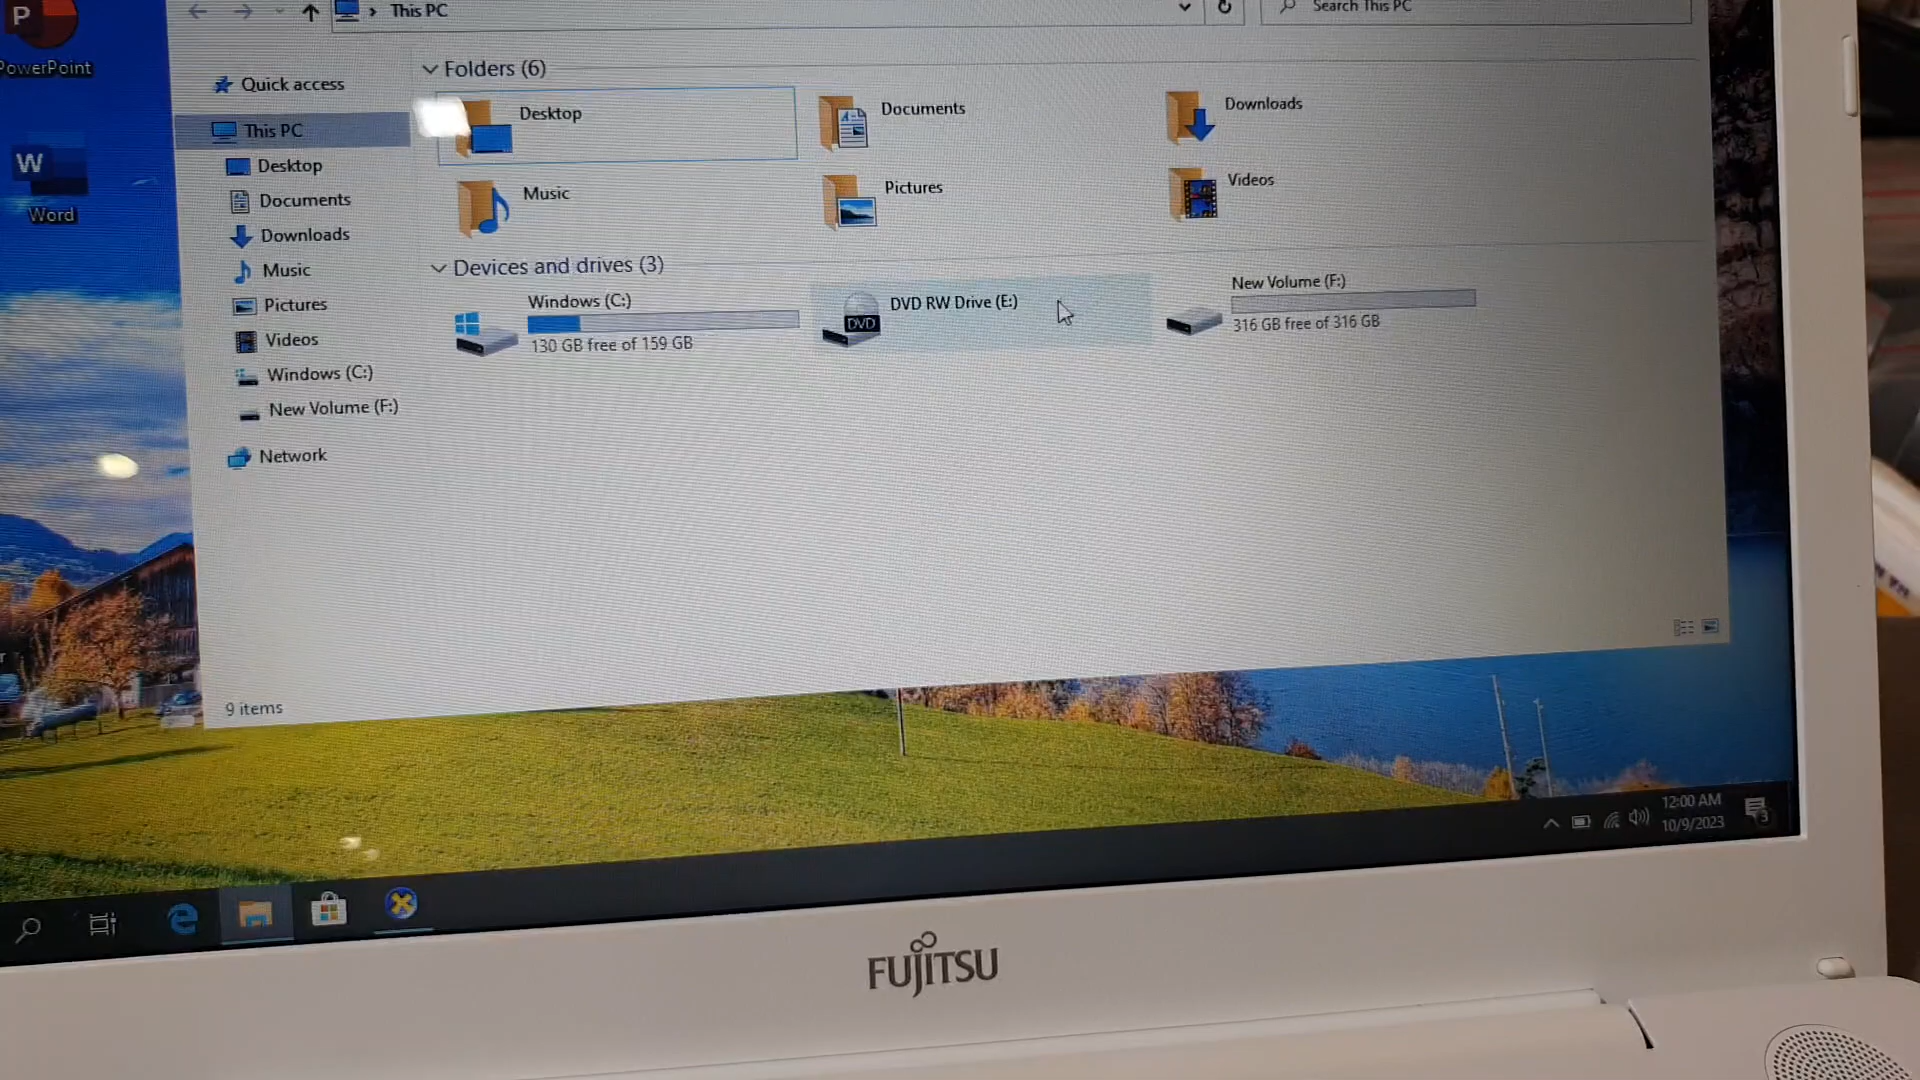 This PC
Search This PC
PowerPoint
Word
Quick access
This PC
Desktop
Documents
Downloads
Music
Pictures
Videos
Windows (C:)
New Volume (F:)
Network
Folders (6)
Desktop
Documents
Downloads
Music
Pictures
Videos
Devices and drives (3)
Windows (C:)
130 GB free of 159 GB
DVD
DVD RW Drive (E:)
New Volume (F:)
316 GB free of 316 GB
9 items
12:00 AM
10/9/2023
3
FUJITSU